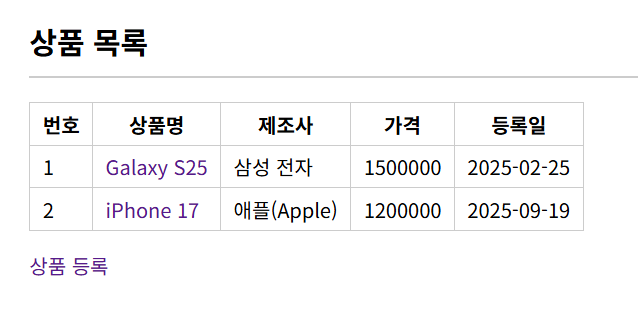 상품 목록
번호 상품명 제조사 가격 등록일
1 Galaxy S25 삼성 전자 1500000 2025-02-25
2 iPhone 17 애플(Apple) 1200000 2025-09-19
상품 등록